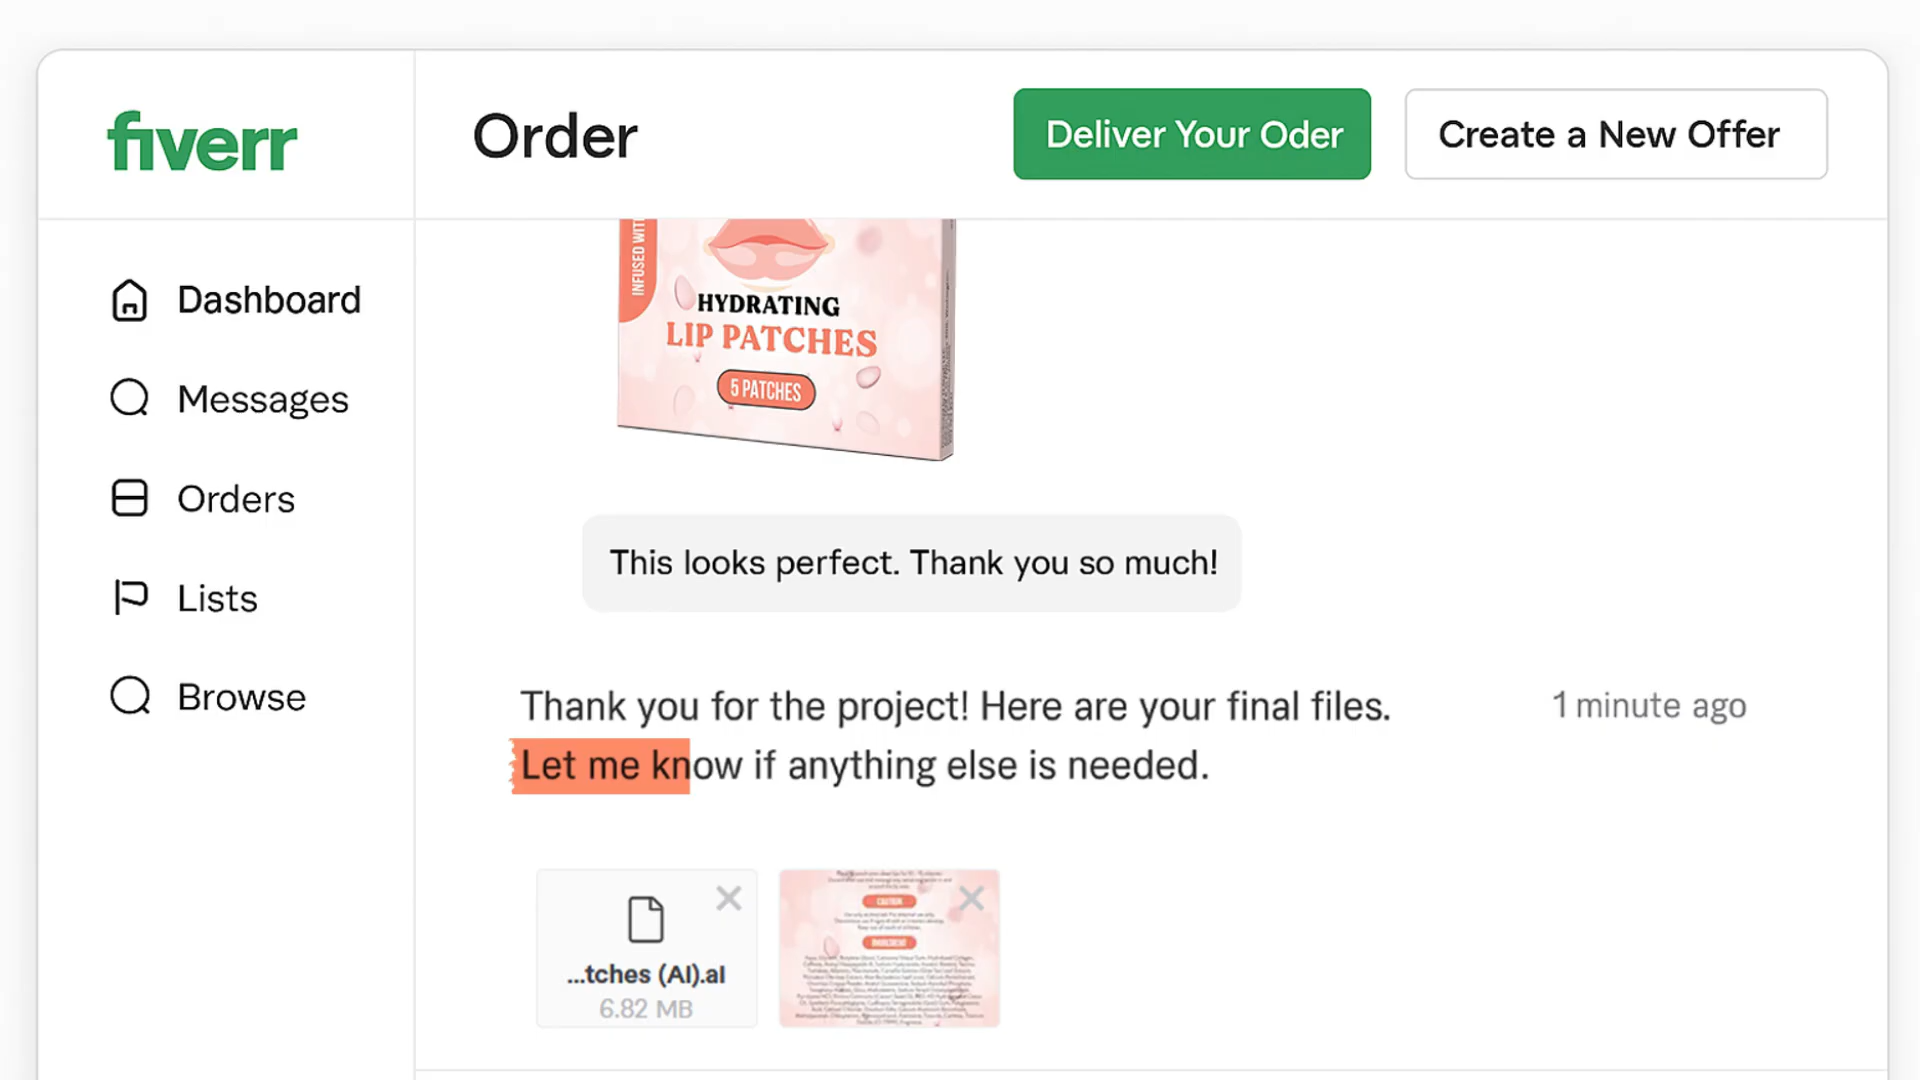 fiverr
Order
Deliver Your Oder
Create a New Offer
Dashboard
Messages
Orders
Lists
Browse
INFUSED WIT
HYDRATING
LIP PATCHES
5 PATCHES
This looks perfect. Thank you so much!
Thank you for the project! Here are your final files.
1 minute ago
Let me know if anything else is needed.
...tches (AI).aI
6.82 MB
CAUTION
INGREDIENT